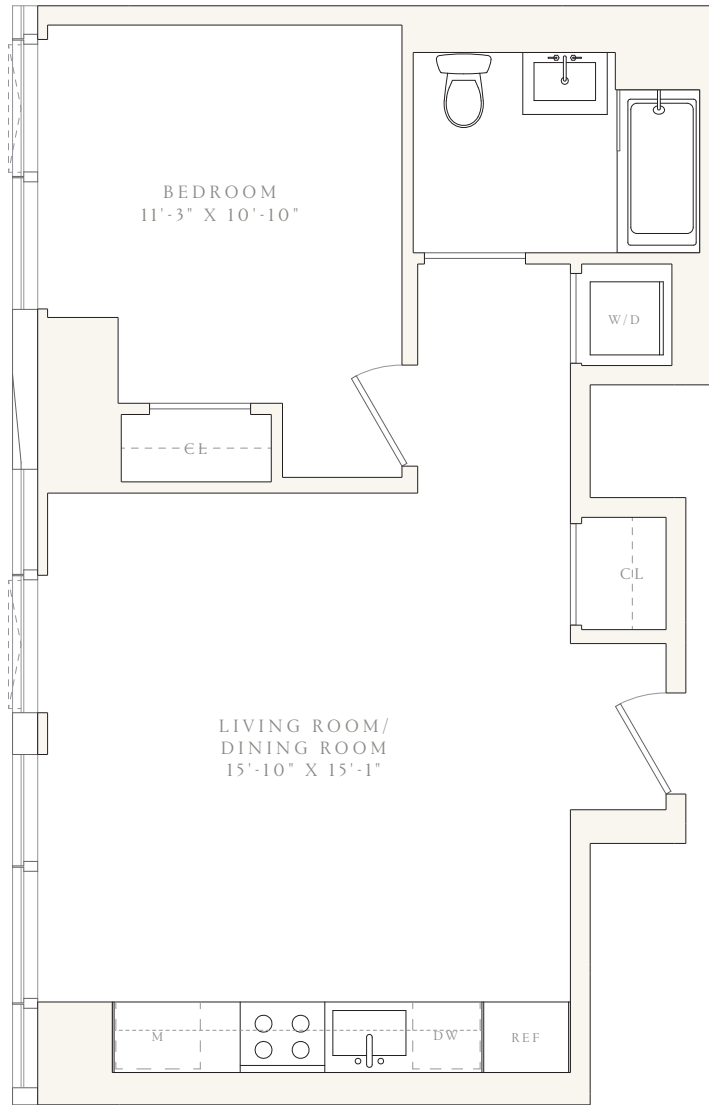 BEDROOM
11'-3" X 10'-10"
W/D
CL
CL
LIVING ROOM/
DINING ROOM
15'-10" X 15'-1"
M
DW
REF